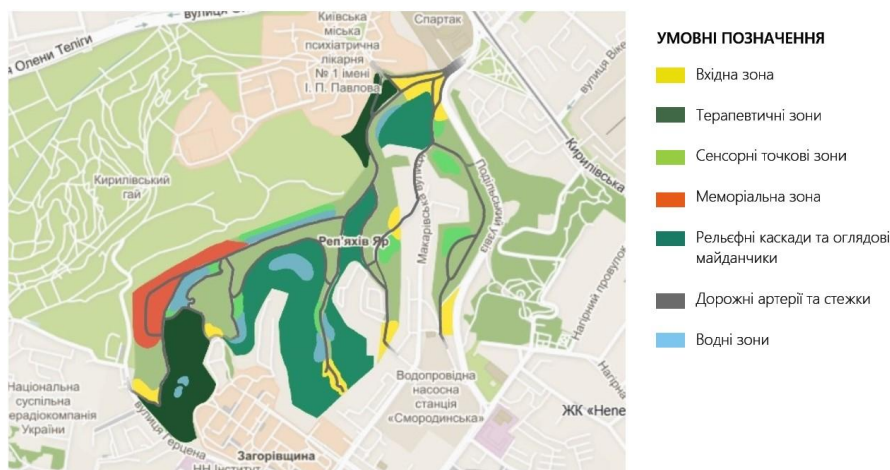 вулиця Олени Теліги
Київська
міська
психіатрична
лікарня
№ 1 імені
І. П. Павлова
Спартак
Кирилівська
Кирилівський
гай
Реп'яхів Яр
Макарівська вулиця
Подільський узвіз
Нагірний провулок
Нагірна
Водопровідна
насосна
станція
«Смородинська»
Національна
суспільна
ерадіокомпанія
України
вулиця Герцена
Загорівщина
НН Інститут
ЖК «Непе
УМОВНІ ПОЗНАЧЕННЯ
Вхідна зона
Терапевтичні зони
Сенсорні точкові зони
Меморіальна зона
Рельєфні каскади та оглядові
майданчики
Дорожні артерії та стежки
Водні зони